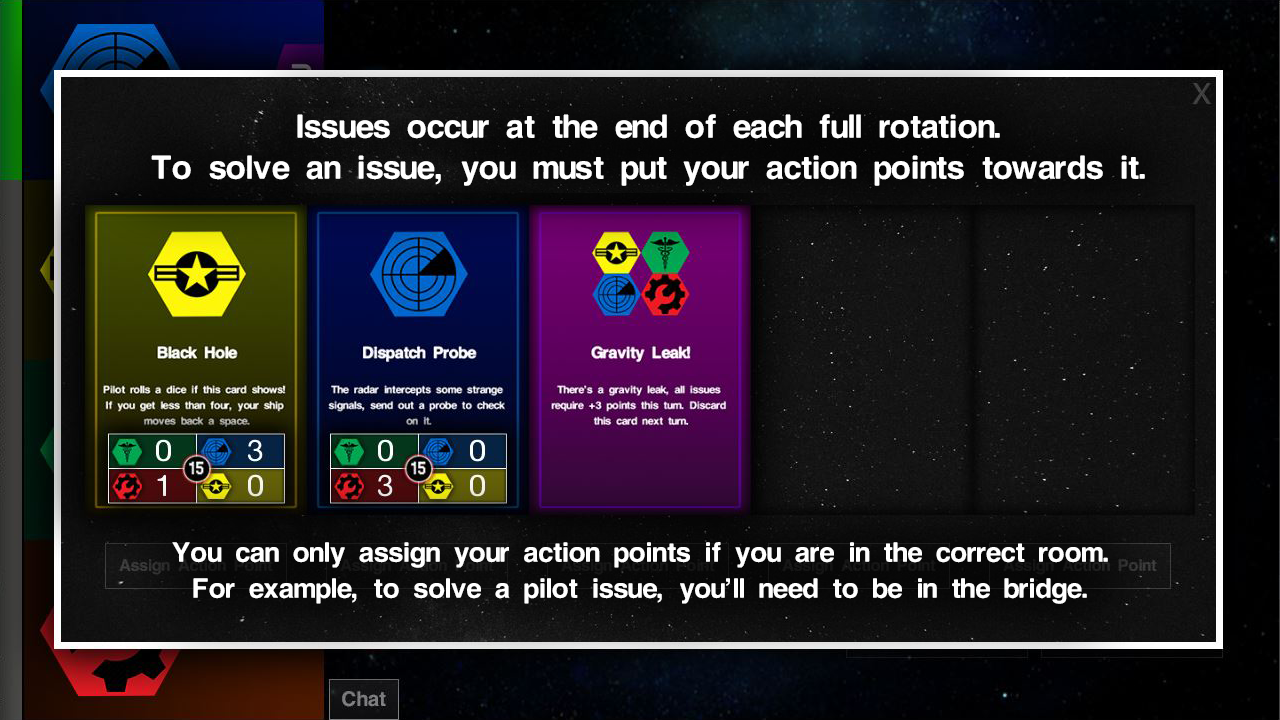 X
Issues occur at the end of each full rotation.
To solve an issue, you must put your action points towards it.
Black Hole
Pilot rolls a dice if this card shows!
If you get less than four, your ship
moves back a space.
0 3
15
1 0
Dispatch Probe
The radar intercepts some strange
signals, send out a probe to check
on it.
0 0
15
3 0
Gravity Leak!
There's a gravity leak, all issues
require +3 points this turn. Discard
this card next turn.
You can only assign your action points if you are in the correct room.
Assign Action Point
For example, to solve a pilot issue, you'll need to be in the bridge.
Chat